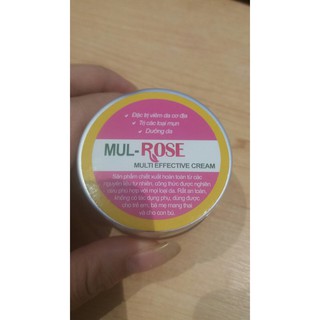 Đặc trị viêm da cơ địa
Trị các loại mụn
Dưỡng da
MUL-ROSE
MULTI EFFECTIVE CREAM
Sản phẩm chiết xuất hoàn toàn từ các
nguyên liệu tự nhiên, công thức được nghiên
cứu phù hợp với mọi loại da. Rất an toàn,
không có tác dụng phụ, dùng được
cho trẻ em, bà mẹ mang thai
và cho con bú.